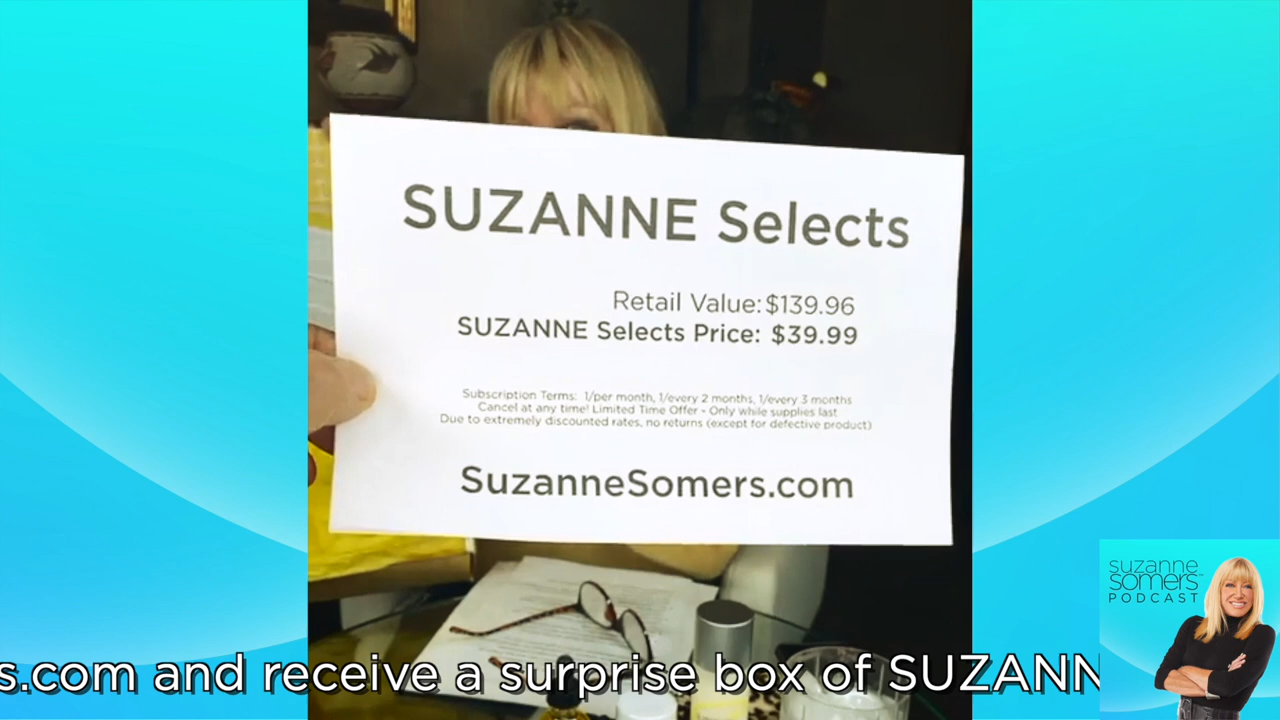 SUZANNE Selects
Retail Value: $139.96
SUZANNE Selects Price: $39.99
Subscription Terms: 1/per month, 1/every 2 months, 1/every 3 months
Cancel at any time! Limited Time Offer - Only while supplies last
Due to extremely discounted rates, no returns (except for defective product)
SuzanneSomers.com
suzanne
somers
PODCAST
s.com and receive a surprise box of SUZANN